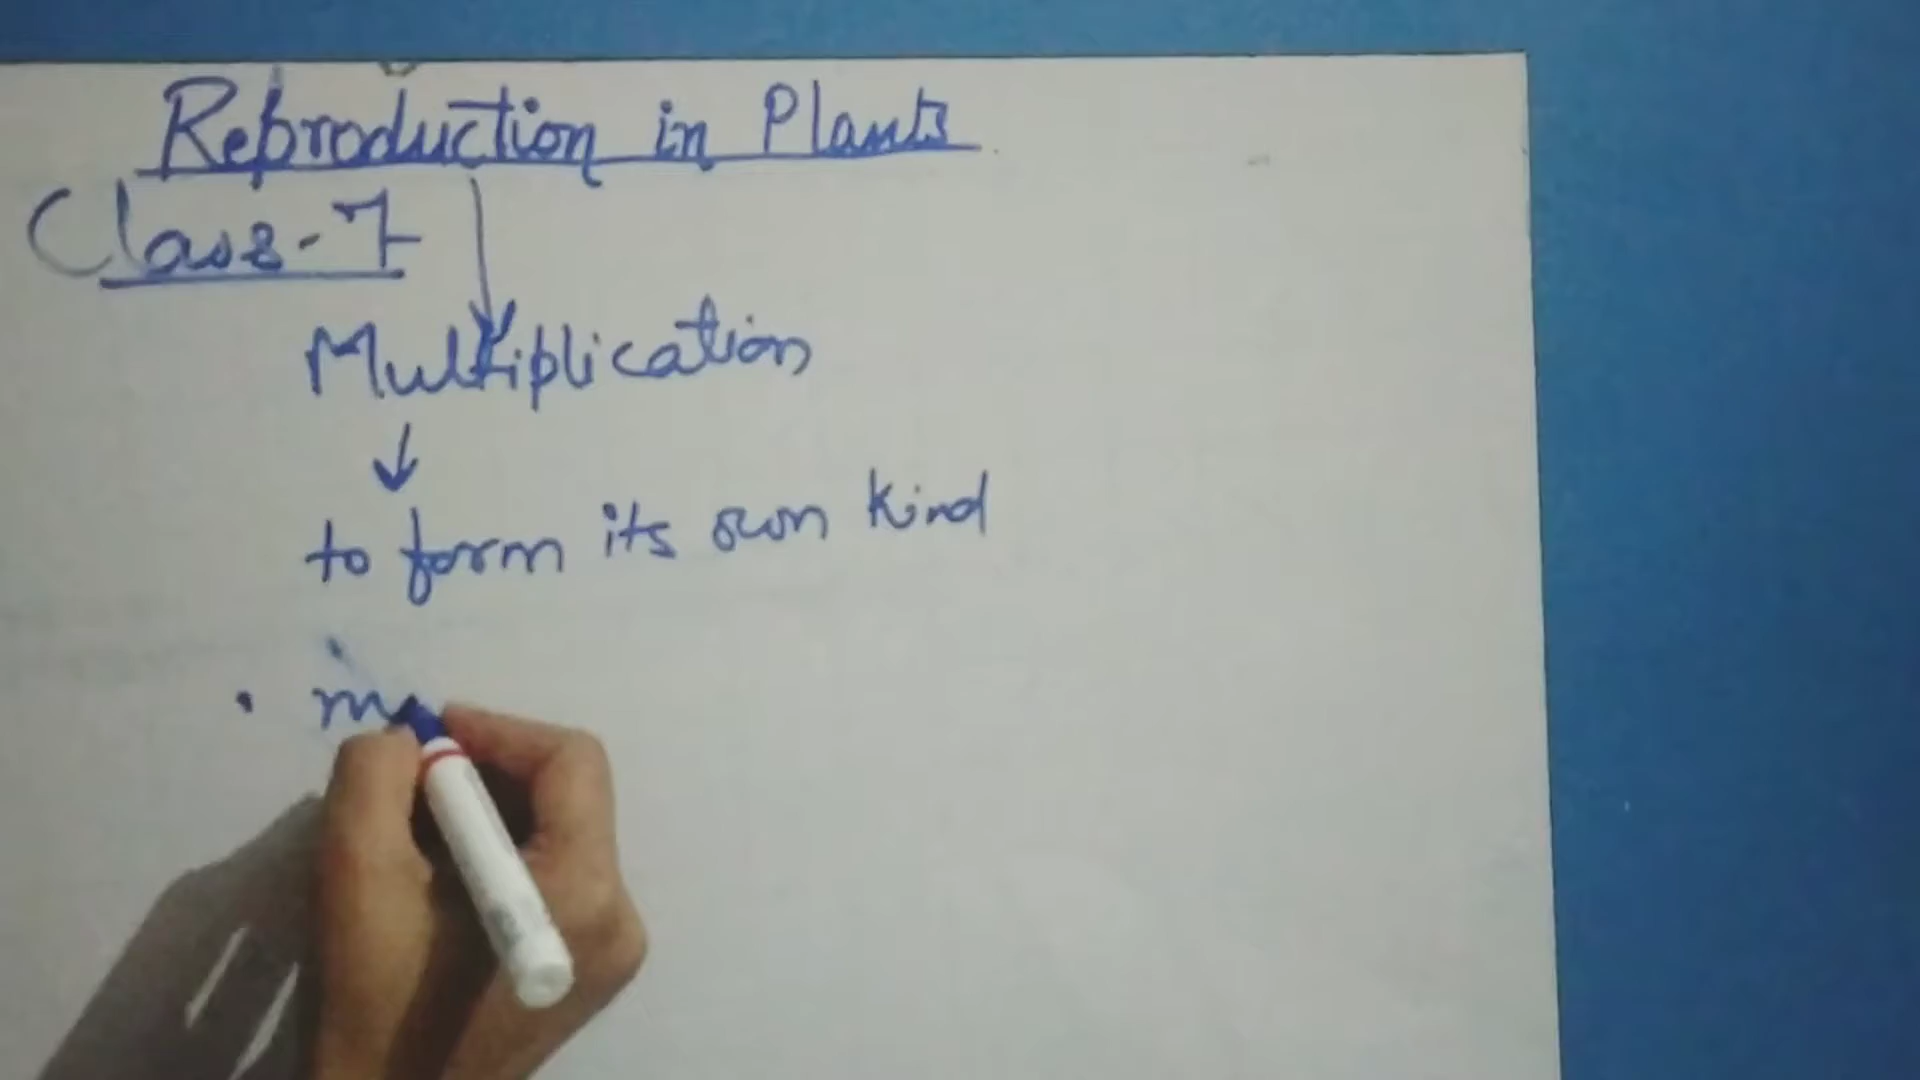 Reproduction in Plants
Class-7
Multiplication
to form its own kind